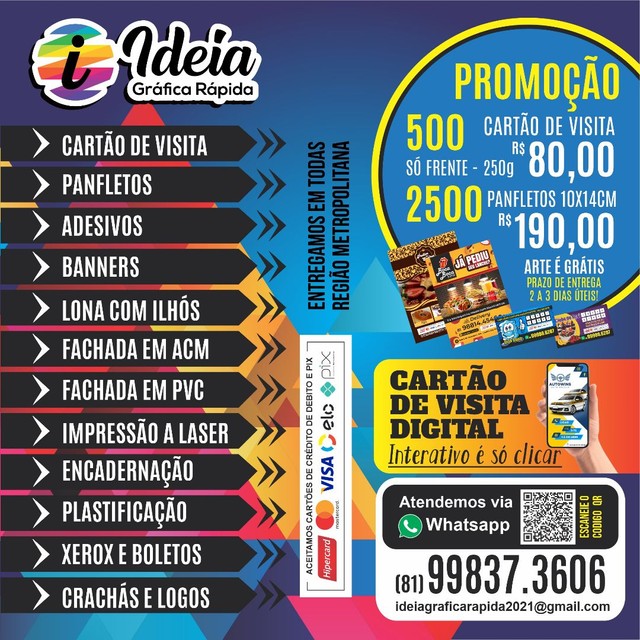 i Ideia
Gráfica Rápida
CARTÃO DE VISITA
PANFLETOS
ADESIVOS
BANNERS
LONA COM ILHÓS
FACHADA EM ACM
FACHADA EM PVC
IMPRESSÃO A LASER
ENCADERNAÇÃO
PLASTIFICAÇÃO
XEROX E BOLETOS
CRACHÁS E LOGOS
ENTREGAMOS EM TODAS
REGIÃO METROPOLITANA
ACEITAMOS CARTÕES DE CRÉDITO DE DEBITO E PIX
Hipercard
mastercard
VISA
elo
pix
PROMOÇÃO
500 CARTÃO DE VISITA
SÓ FRENTE - 250g R$ 80,00
2500 PANFLETOS 10X14CM
R$ 190,00
ARTE É GRÁTIS
PRAZO DE ENTREGA
2 A 3 DIAS ÚTEIS!
JÁ PEDIU
CARTÃO
DE VISITA
DIGITAL
Interativo é só clicar
AUTOWINS
Atendemos via
Whatsapp
ESCANEIE O
CODIGO QR
(81) 99837.3606
ideiagraficarapida2021@gmail.com